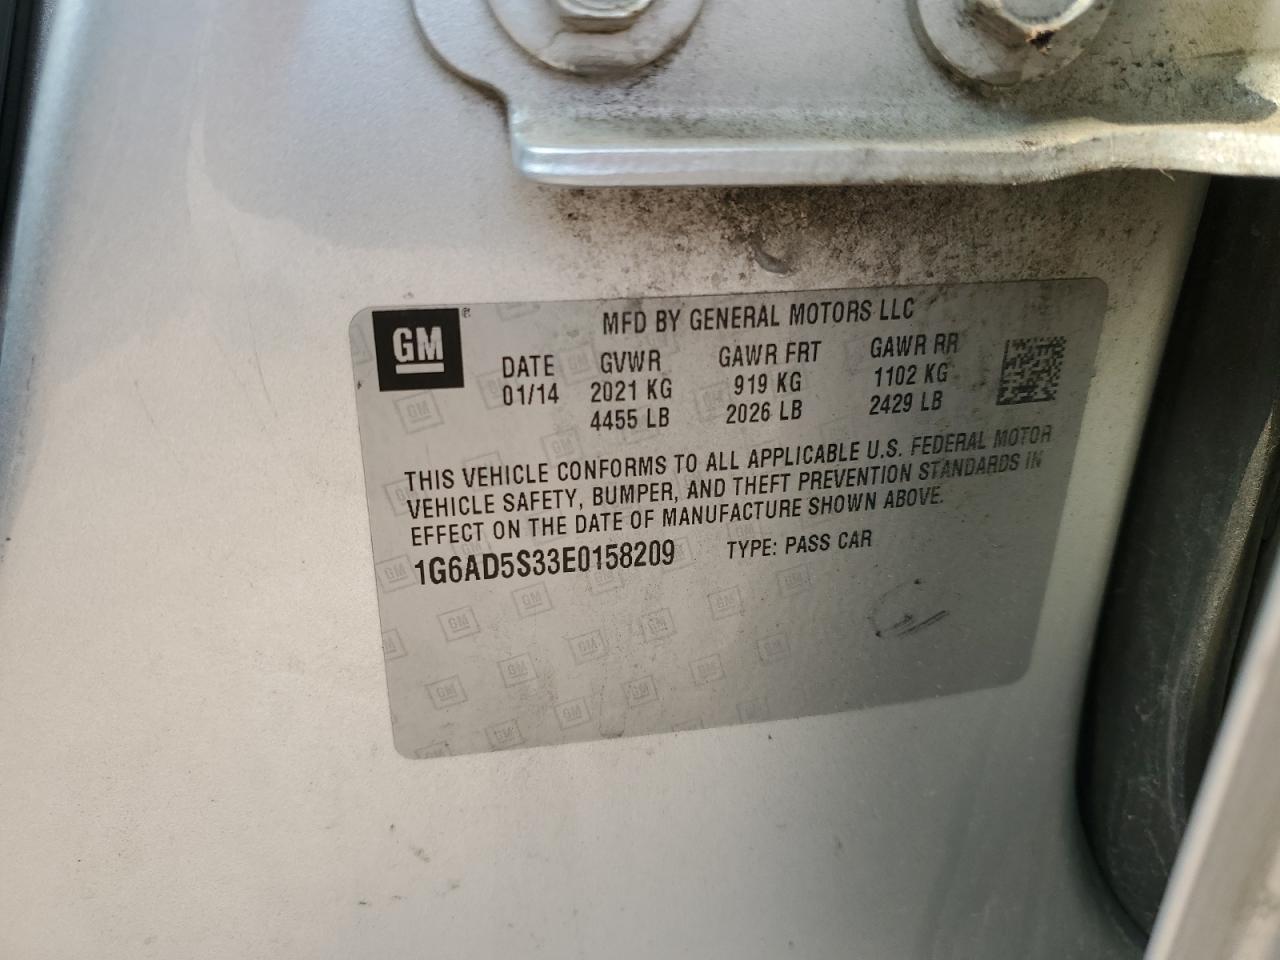 GM
MFD BY GENERAL MOTORS LLC
DATE GVWR GAWR FRT GAWR RR
01/14 2021 KG 919 KG 1102 KG
4455 LB 2026 LB 2429 LB
THIS VEHICLE CONFORMS TO ALL APPLICABLE U.S. FEDERAL MOTOR
VEHICLE SAFETY, BUMPER, AND THEFT PREVENTION STANDARDS IN
EFFECT ON THE DATE OF MANUFACTURE SHOWN ABOVE.
1G6AD5S33E0158209 TYPE: PASS CAR